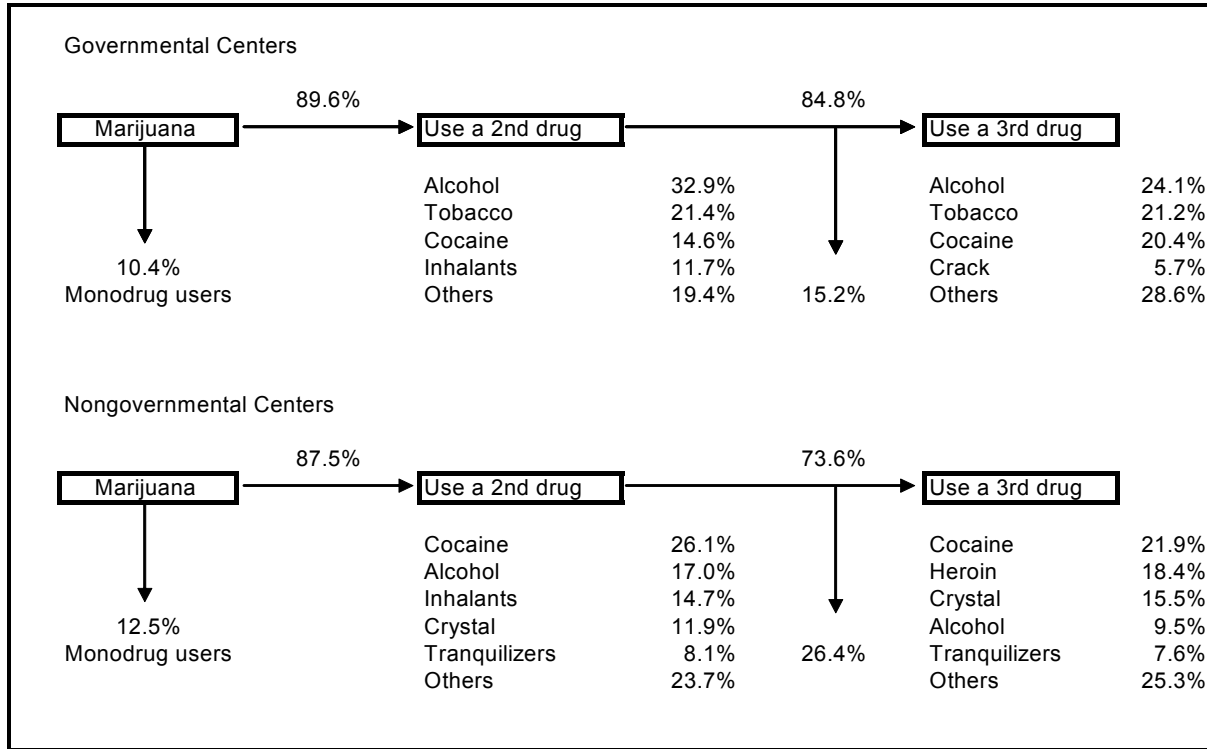 Governmental Centers
89.6% 84.8%
Marijuana Use a 2nd drug Use a 3rd drug
Alcohol 32.9% Alcohol 24.1%
Tobacco 21.4% Tobacco 21.2%
Cocaine 14.6% Cocaine 20.4%
10.4% Inhalants 11.7% Crack 5.7%
Monodrug users Others 19.4% 15.2% Others 28.6%
Nongovernmental Centers
87.5% 73.6%
Marijuana Use a 2nd drug Use a 3rd drug
Cocaine 26.1% Cocaine 21.9%
Alcohol 17.0% Heroin 18.4%
Inhalants 14.7% Crystal 15.5%
12.5% Crystal 11.9% Alcohol 9.5%
Monodrug users Tranquilizers 8.1% 26.4% Tranquilizers 7.6%
Others 23.7% Others 25.3%